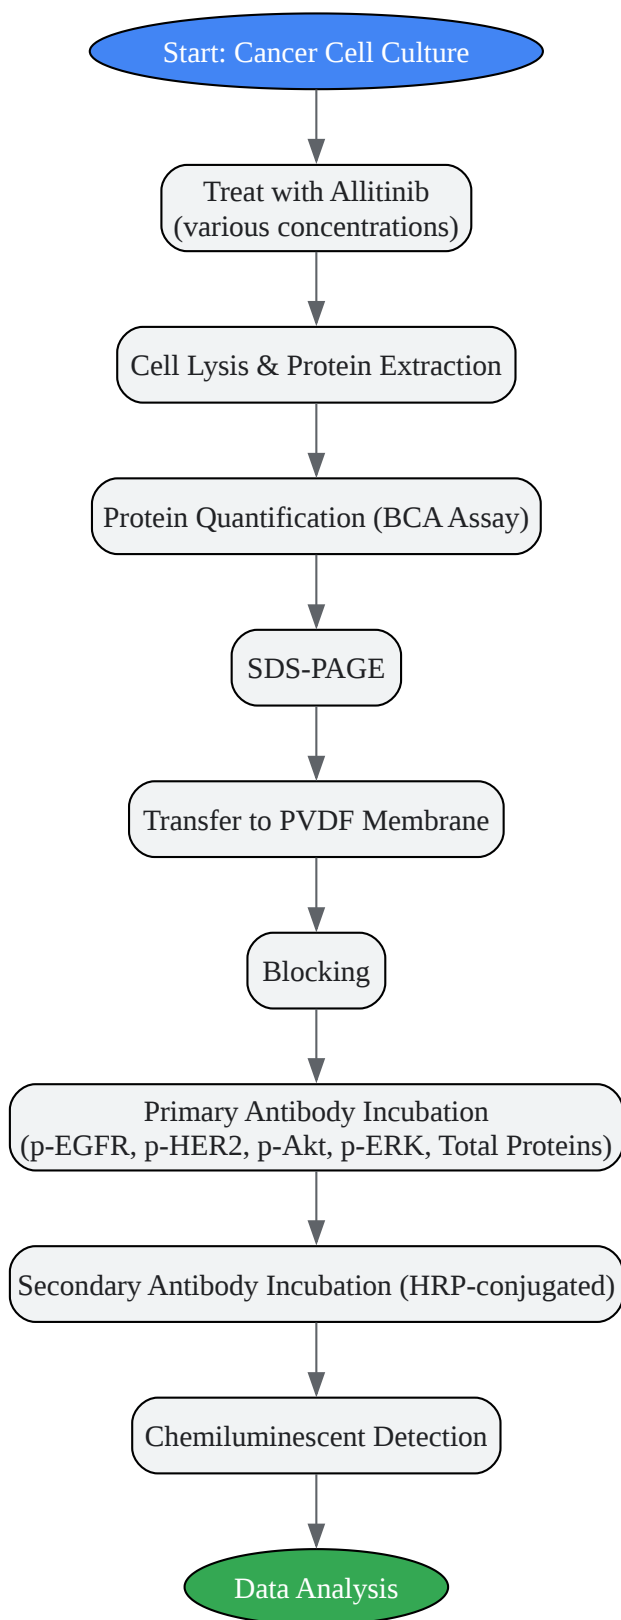 Start: Cancer Cell Culture
Treat with Allitinib
(various concentrations)
Cell Lysis & Protein Extraction
Protein Quantification (BCA Assay)
SDS-PAGE
Transfer to PVDF Membrane
Blocking
Primary Antibody Incubation
(p-EGFR, p-HER2, p-Akt, p-ERK, Total Proteins)
Secondary Antibody Incubation (HRP-conjugated)
Chemiluminescent Detection
Data Analysis